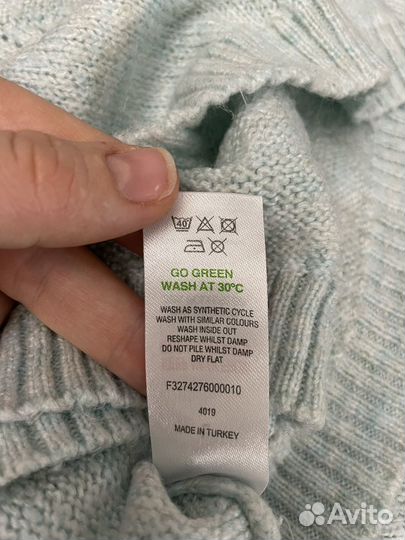 40
GO GREEN
WASH AT 30°C
WASH AS SYNTHETIC CYCLE
WASH WITH SIMILAR COLOURS
WASH INSIDE OUT
RESHAPE WHILST DAMP
DO NOT PILE WHILST DAMP
DRY FLAT
F3274276000010
4019
MADE IN TURKEY
Avito